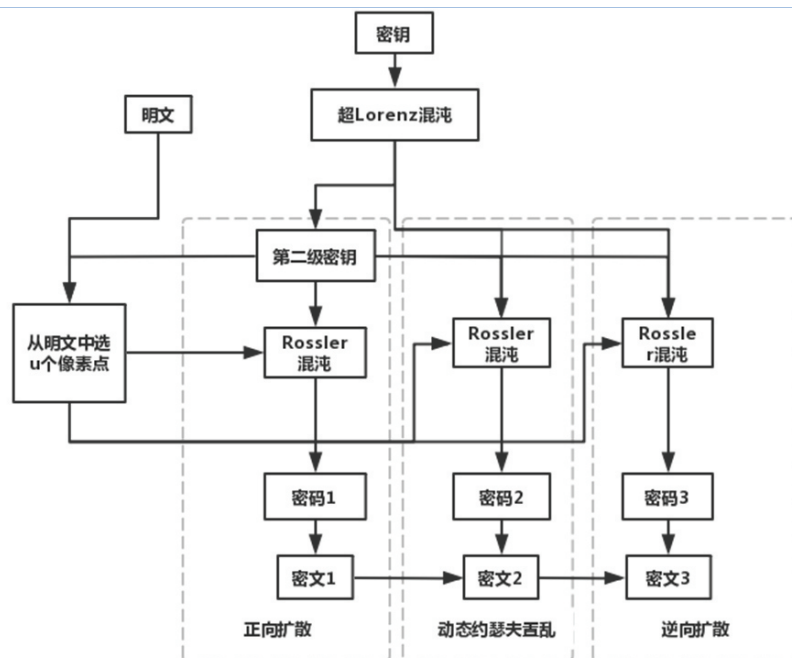 密钥
明文
超Lorenz混沌
第二级密钥
从明文中选
u个像素点
Rossler
混沌
Rossler
混沌
Rossle
r混沌
密码1
密码2
密码3
密文1
密文2
密文3
正向扩散
动态约瑟夫置乱
逆向扩散